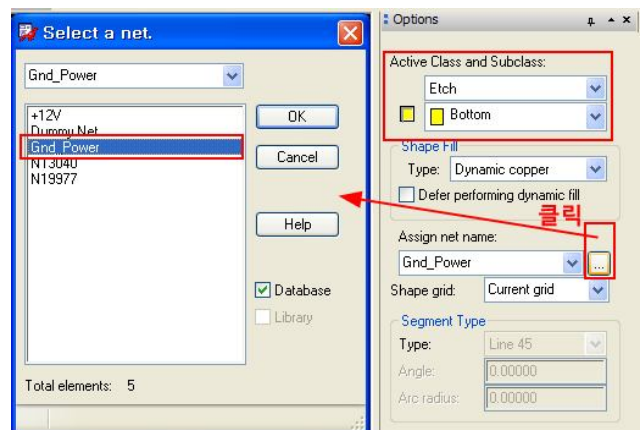 Select a net.
Gnd_Power
+12V
Dummy Net
Gnd_Power
N13040
N19977
OK
Cancel
Help
Database
Library
Total elements: 5
Options
Active Class and Subclass:
Etch
Bottom
Shape Fill
Type: Dynamic copper
Defer performing dynamic fill
클릭
Assign net name:
Gnd_Power ...
Shape grid: Current grid
Segment Type
Type: Line 45
Angle: 0.00000
Arc radius: 0.00000